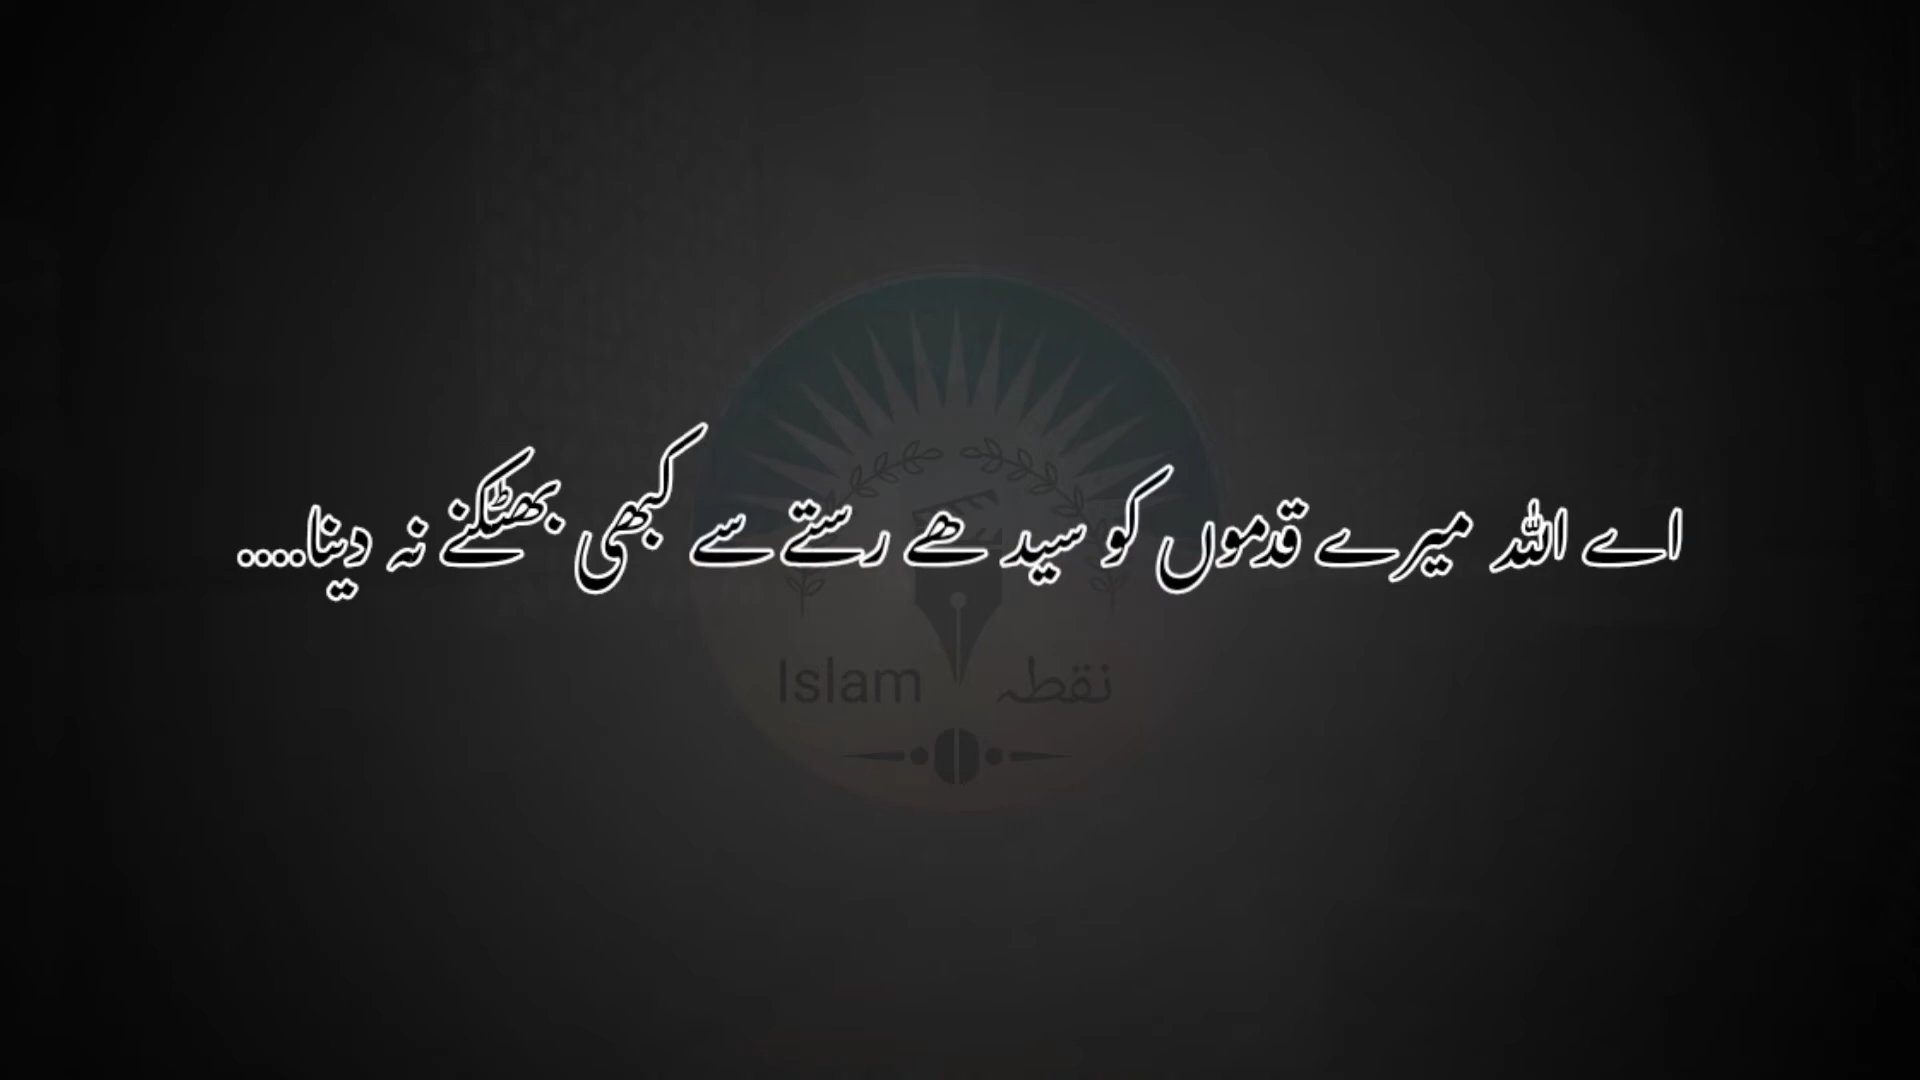 اے اللہ میرے قدموں کو سیدھے رستے سے کبھی بھٹکنے نہ دینا....
Islam نقطہ